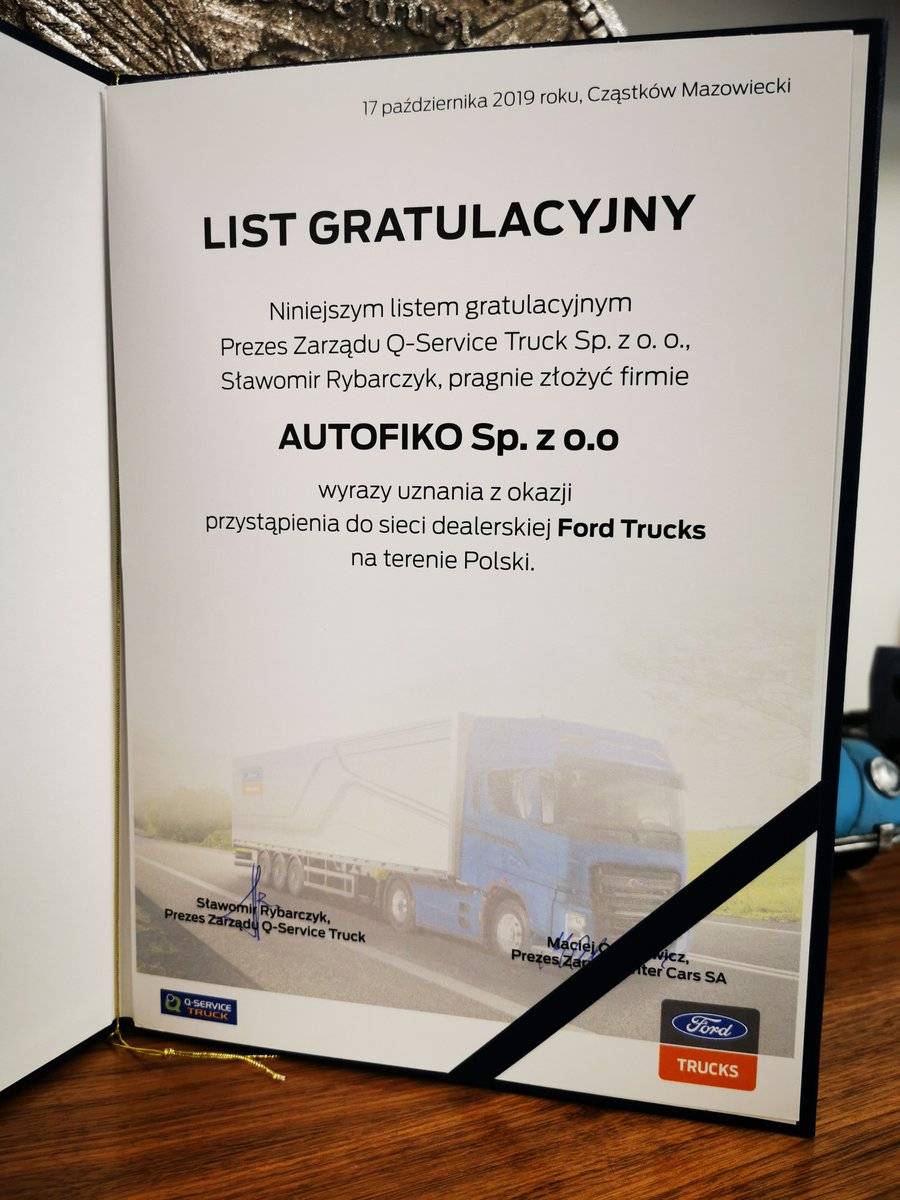 17 października 2019 roku, Cząstków Mazowiecki
LIST GRATULACYJNY
Niniejszym listem gratulacyjnym
Prezes Zarządu Q-Service Truck Sp. z o. o.,
Sławomir Rybarczyk, pragnie złożyć firmie
AUTOFIKO Sp. z o.o
wyrazy uznania z okazji
przystąpienia do sieci dealerskiej Ford Trucks
na terenie Polski.
Sławomir Rybarczyk,
Prezes Zarządu Q-Service Truck
Maciej
Prezes Cars SA
Q-SERVICE
TRUCK
Ford
TRUCKS